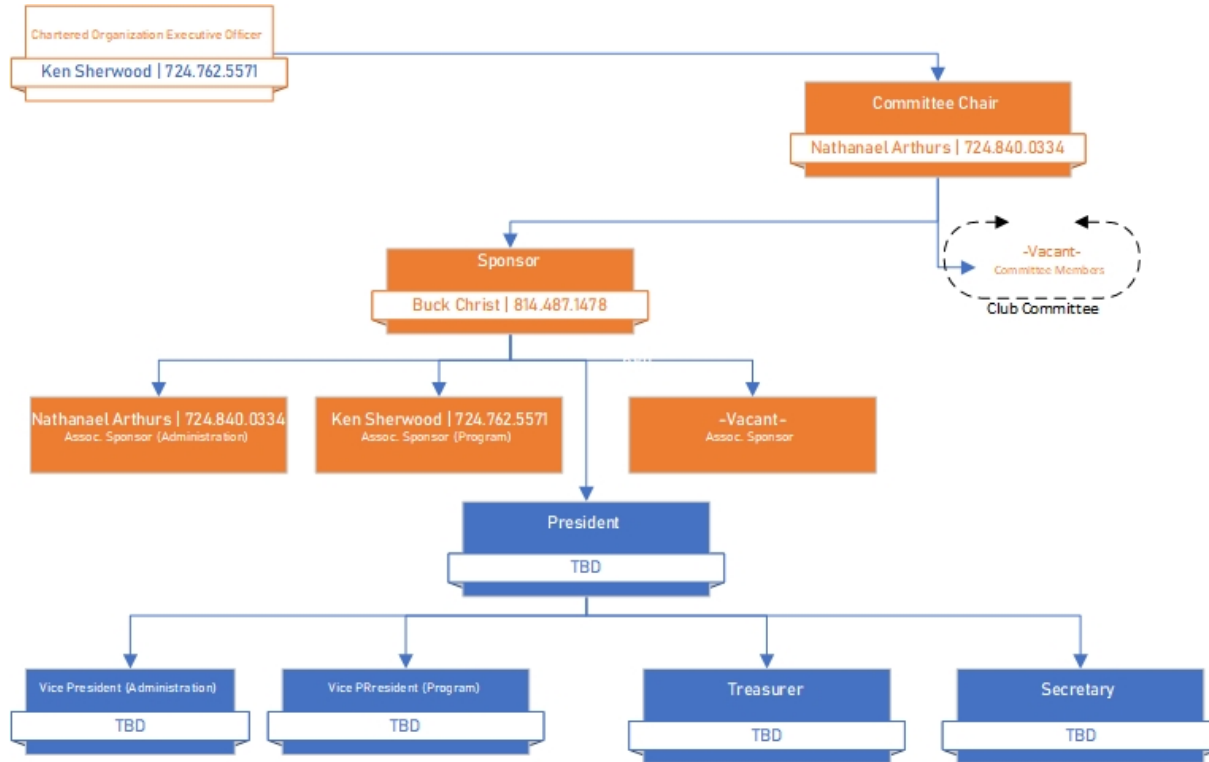 Chartered Organization Executive Officer
Ken Sherwood | 724.762.5571
Committee Chair
Nathanael Arthurs | 724.840.0334
-Vacant-
Committee Members
Club Committee
Sponsor
Buck Christ | 814.487.1478
Nathanael Arthurs | 724.840.0334
Assoc. Sponsor (Administration)
Ken Sherwood | 724.762.5571
Assoc. Sponsor (Program)
-Vacant-
Assoc. Sponsor
President
TBD
Vice President (Administration)
TBD
Vice PRresident (Program)
TBD
Treasurer
TBD
Secretary
TBD